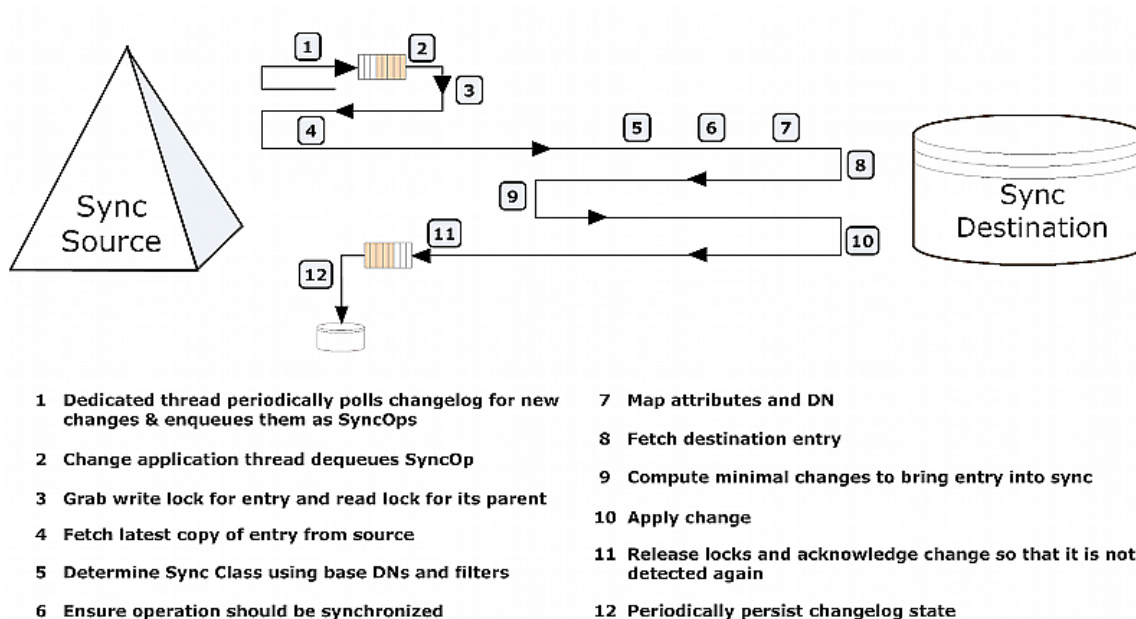 1
2
3
4
5
6
7
8
9
10
11
12
Sync
Source
Sync
Destination
1 Dedicated thread periodically polls changelog for new
changes & enqueues them as SyncOps
2 Change application thread dequeues SyncOp
3 Grab write lock for entry and read lock for its parent
4 Fetch latest copy of entry from source
5 Determine Sync Class using base DNs and filters
6 Ensure operation should be synchronized
7 Map attributes and DN
8 Fetch destination entry
9 Compute minimal changes to bring entry into sync
10 Apply change
11 Release locks and acknowledge change so that it is not
detected again
12 Periodically persist changelog state